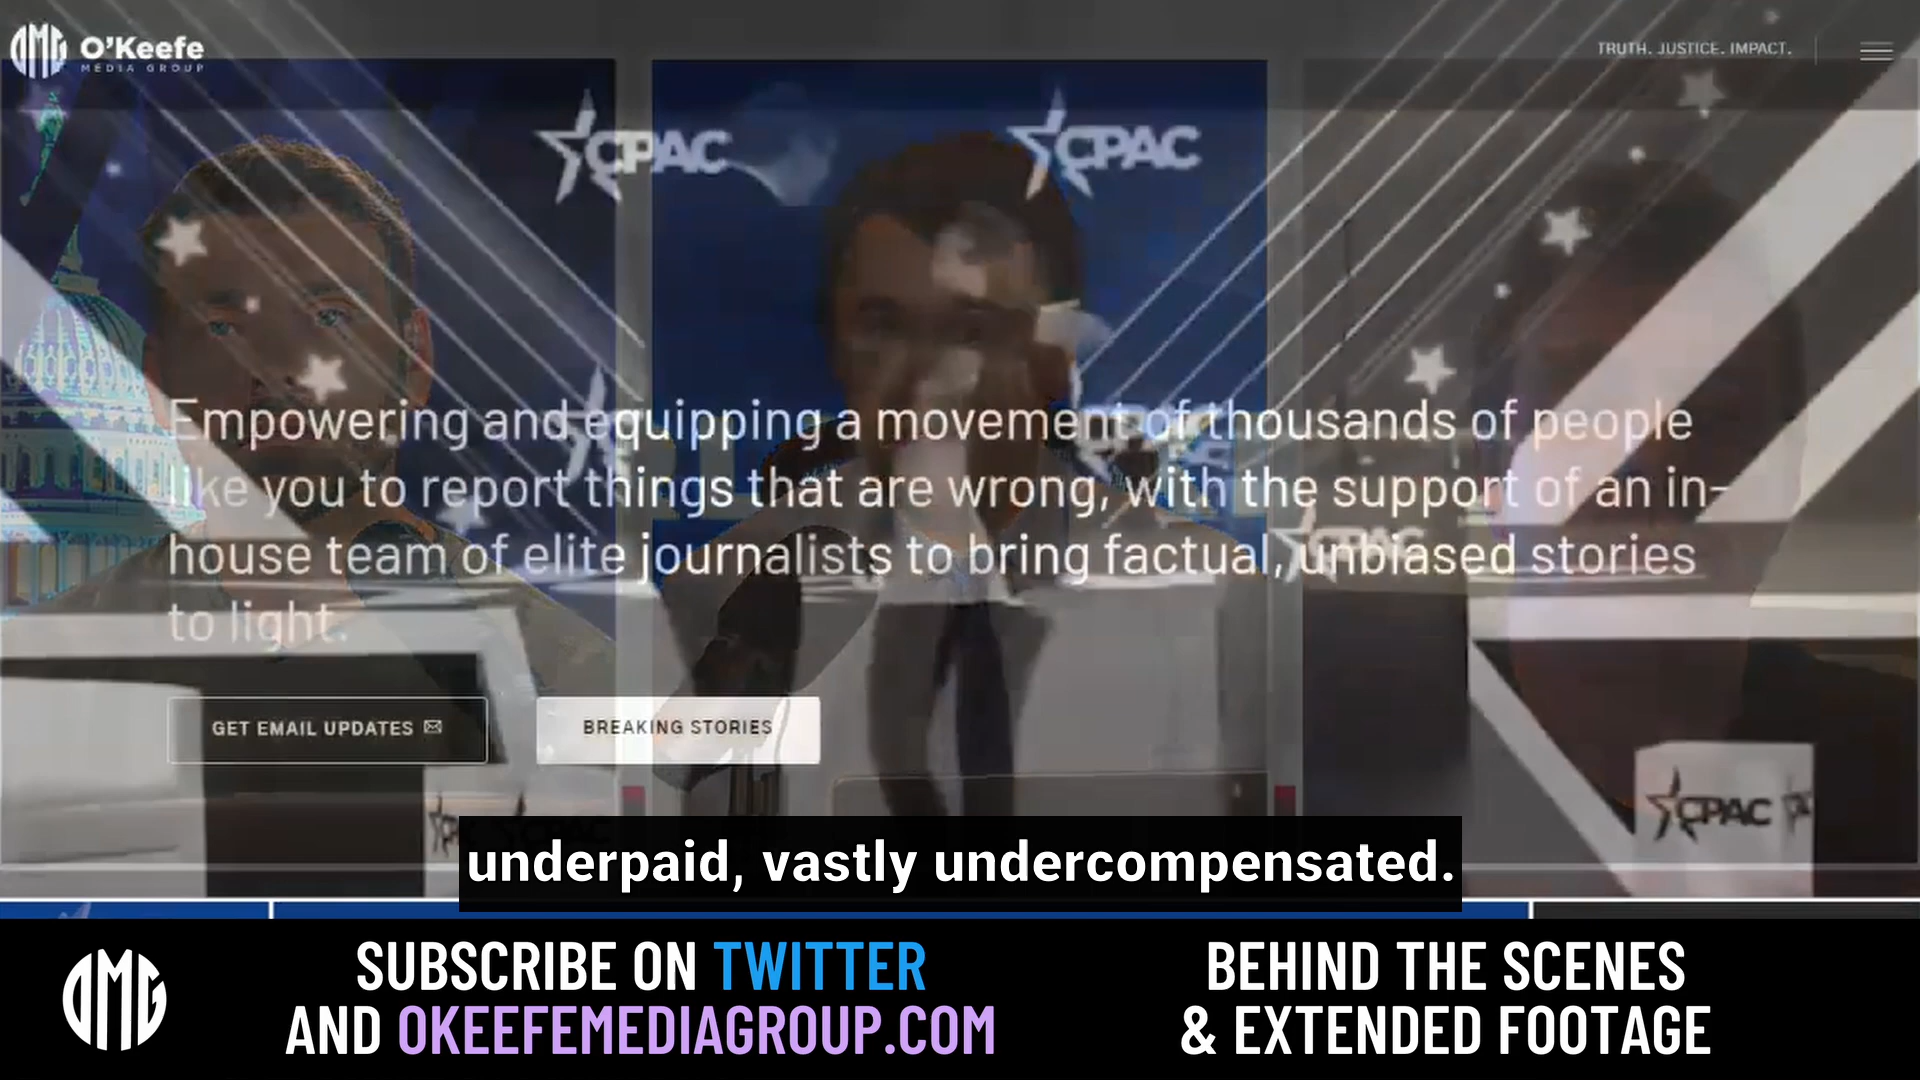 OMG O'Keefe
MEDIA GROUP
TRUTH. JUSTICE. IMPACT.
CPAC
CPAC
Empowering and equipping a movement of thousands of people
like you to report things that are wrong, with the support of an in-
house team of elite journalists to bring factual, unbiased stories
to light.
CPAC
GET EMAIL UPDATES
BREAKING STORIES
CPAC
underpaid, vastly undercompensated.
OMG
SUBSCRIBE ON TWITTER
AND OKEEFEMEDIAGROUP.COM
BEHIND THE SCENES
& EXTENDED FOOTAGE